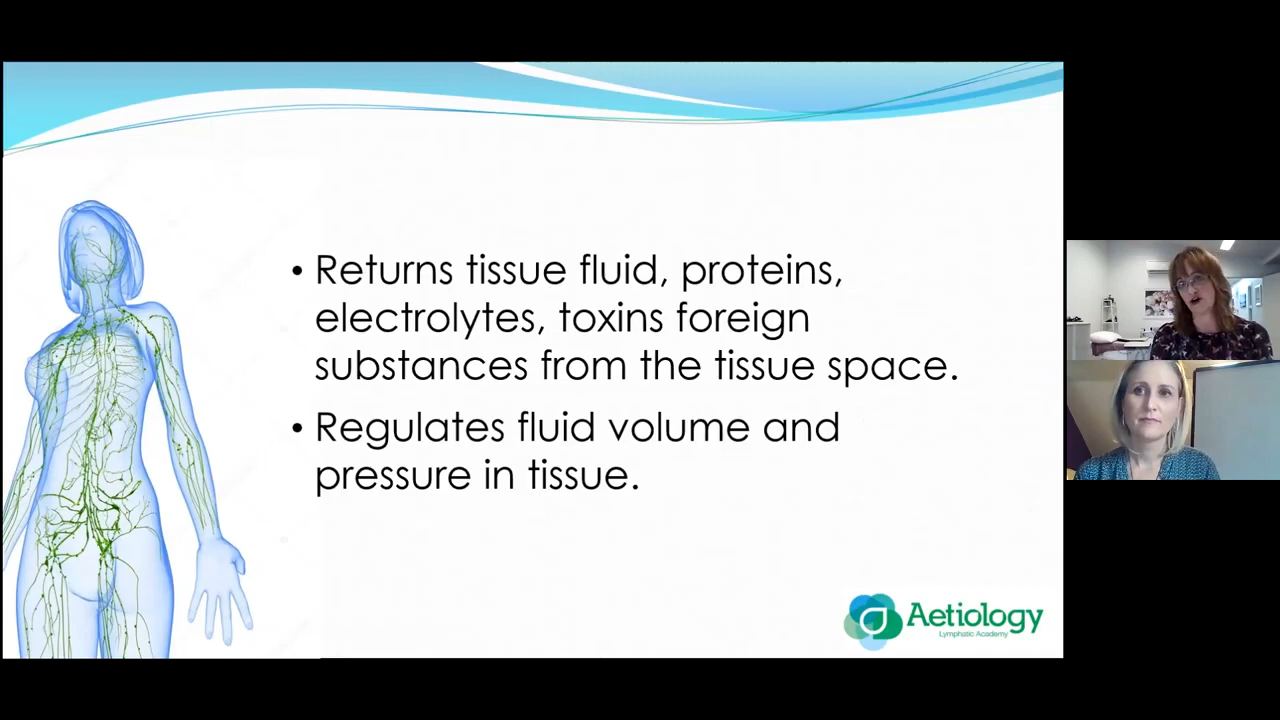 • Returns tissue fluid, proteins,
electrolytes, toxins foreign
substances from the tissue space.
• Regulates fluid volume and
pressure in tissue.
Aetiology
Lymphatic Academy